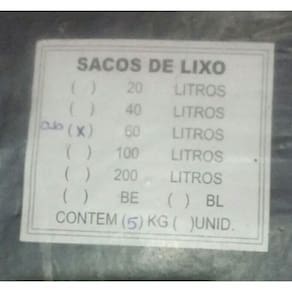 SACOS DE LIXO
( ) 20 LITROS
( ) 40 LITROS
(X) 60 LITROS
( ) 100 LITROS
( ) 200 LITROS
( ) BE ( ) BL
CONTEM (5) KG ( )UNID.